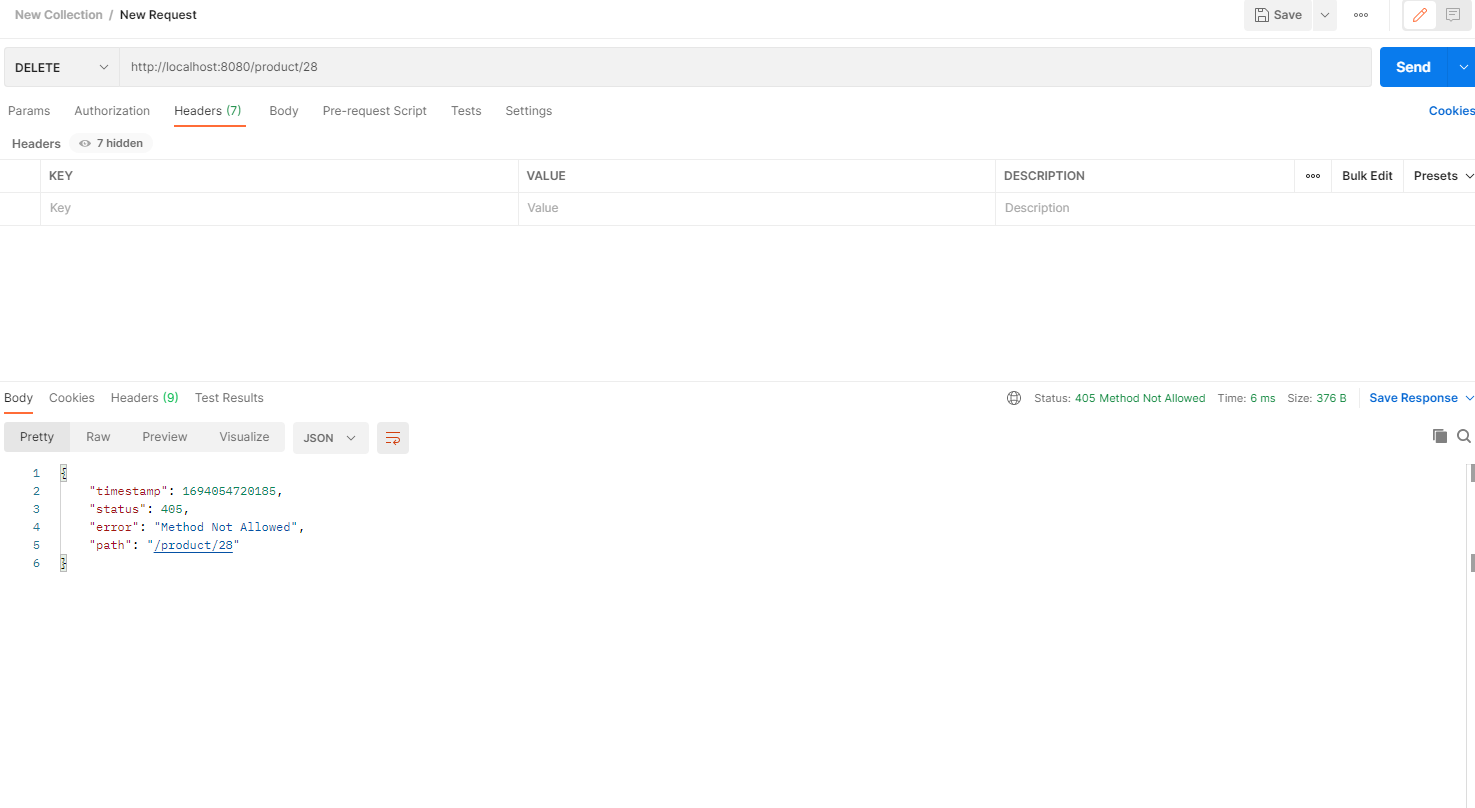 New Collection / New Request
Save
DELETE http://localhost:8080/product/28 Send
Params Authorization Headers (7) Body Pre-request Script Tests Settings Cookies
Headers 7 hidden
KEY VALUE DESCRIPTION Bulk Edit Presets
Key Value Description
Body Cookies Headers (9) Test Results Status: 405 Method Not Allowed Time: 6 ms Size: 376 B Save Response
Pretty Raw Preview Visualize JSON
1 {
2 "timestamp": 1694054720185,
3 "status": 405,
4 "error": "Method Not Allowed",
5 "path": "/product/28"
6 }